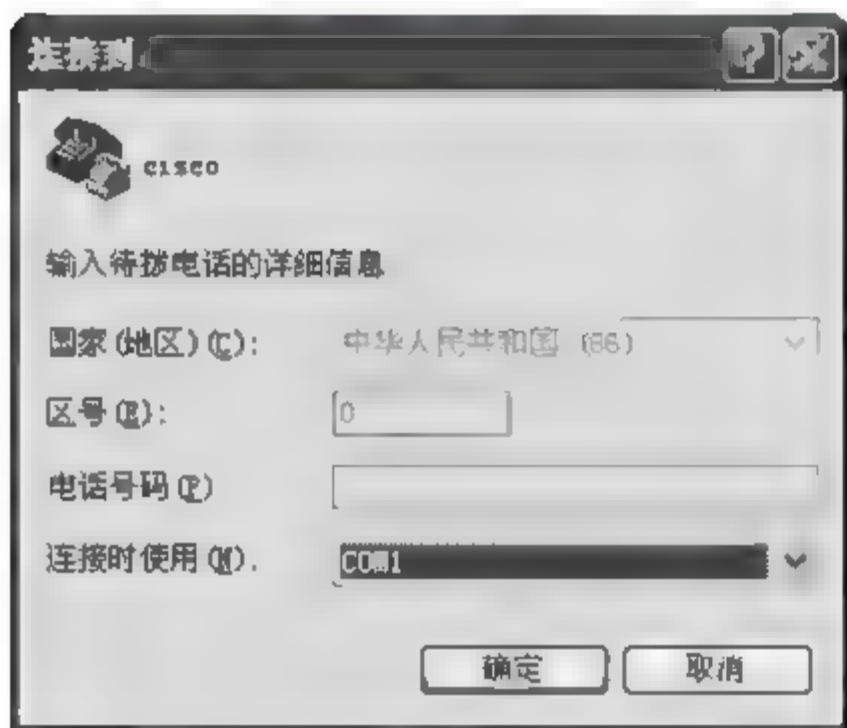 连接到
cisco
输入待拨电话的详细信息
国家(地区)(C): 中华人民共和国 (86)
区号(E): 0
电话号码(P)
连接时使用(N). COM1
确定 取消